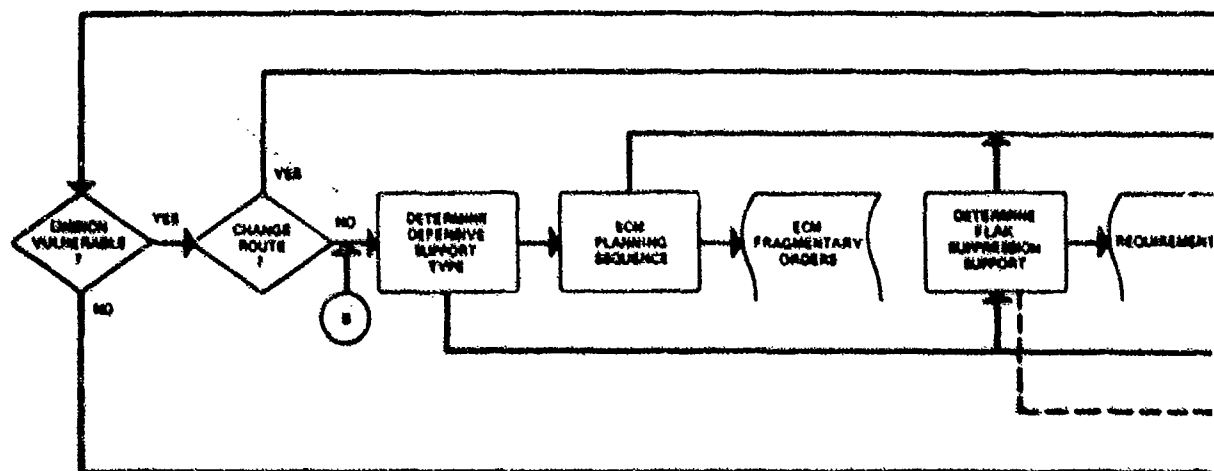 YES
MISSION
VULNERABLE
?
YES
CHANGE
ROUTE
?
NO
DETERMINE
DEFENSIVE
SUPPORT
TYPE
ECM
PLANNING
SEQUENCE
ECM
FRAGMENTARY
ORDERS
DETERMINE
FLAK
SUPPRESSION
SUPPORT
REQUIREMENT
NO